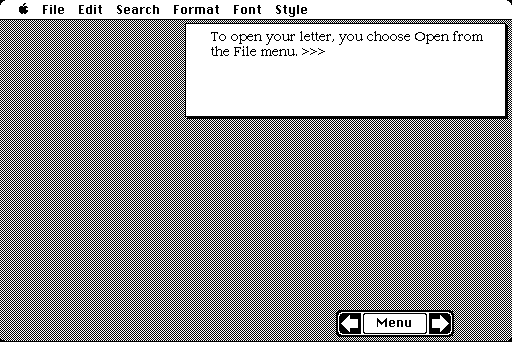 File Edit Search Format Font Style
To open your letter, you choose Open from
the File menu. >>>
Menu